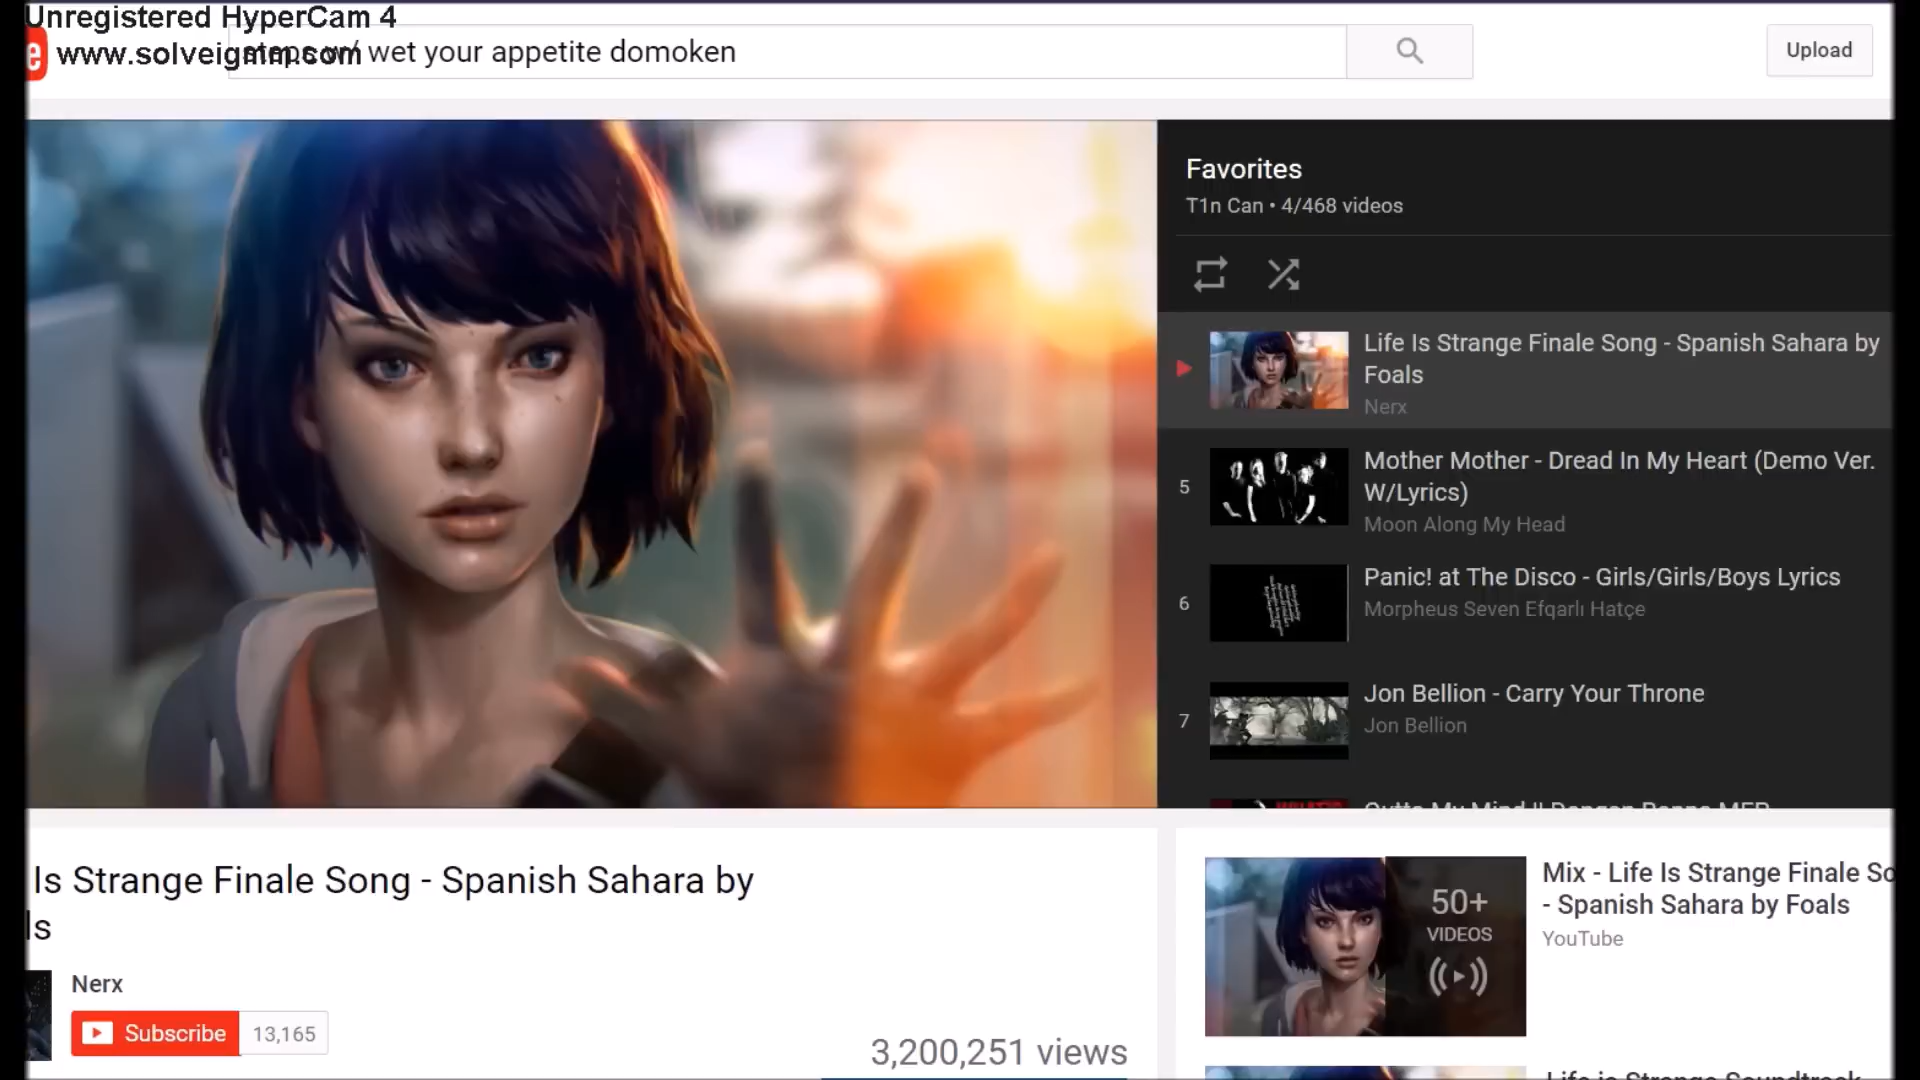 Unregistered HyperCam 4
www.solveigmm.com
wet your appetite domoken
Upload
Favorites
T1n Can • 4/468 videos
Life Is Strange Finale Song - Spanish Sahara by
Foals
Nerx
5
Mother Mother - Dread In My Heart (Demo Ver.
W/Lyrics)
Moon Along My Head
6
Panic! at The Disco - Girls/Girls/Boys Lyrics
Morpheus Seven Efqarlı Hatçe
7
Jon Bellion - Carry Your Throne
Jon Bellion
Is Strange Finale Song - Spanish Sahara by
ls
Nerx
Subscribe 13,165
3,200,251 views
50+
VIDEOS
Mix - Life Is Strange Finale So
- Spanish Sahara by Foals
YouTube
Life is Strange Soundtrack